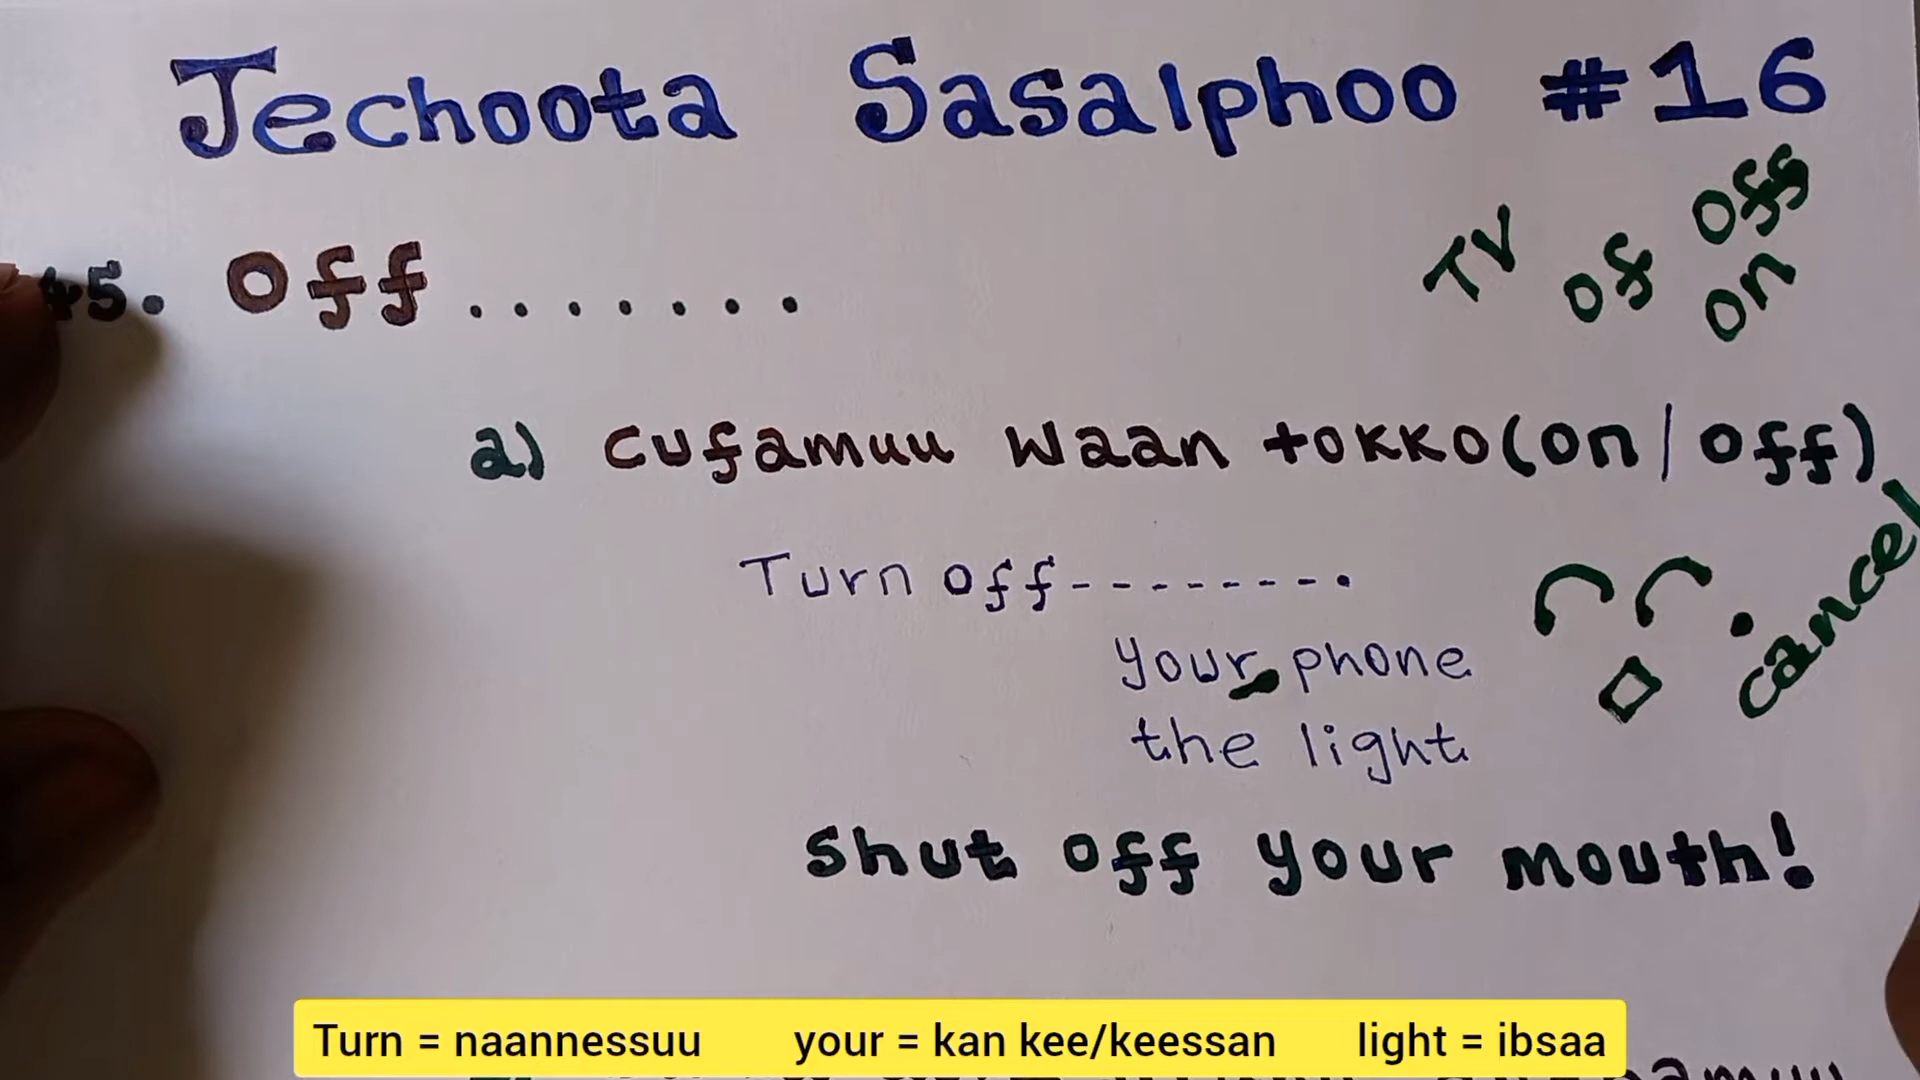 Jechoota Sasalphoo #16
TV of off
on
45. Off.......
a) cufamuu waan tokko(on/off)
Turn off--------.
your phone
cancel
the light
Shut off your mouth!
Turn = naannessuu your = kan kee/keessan light = ibsaa